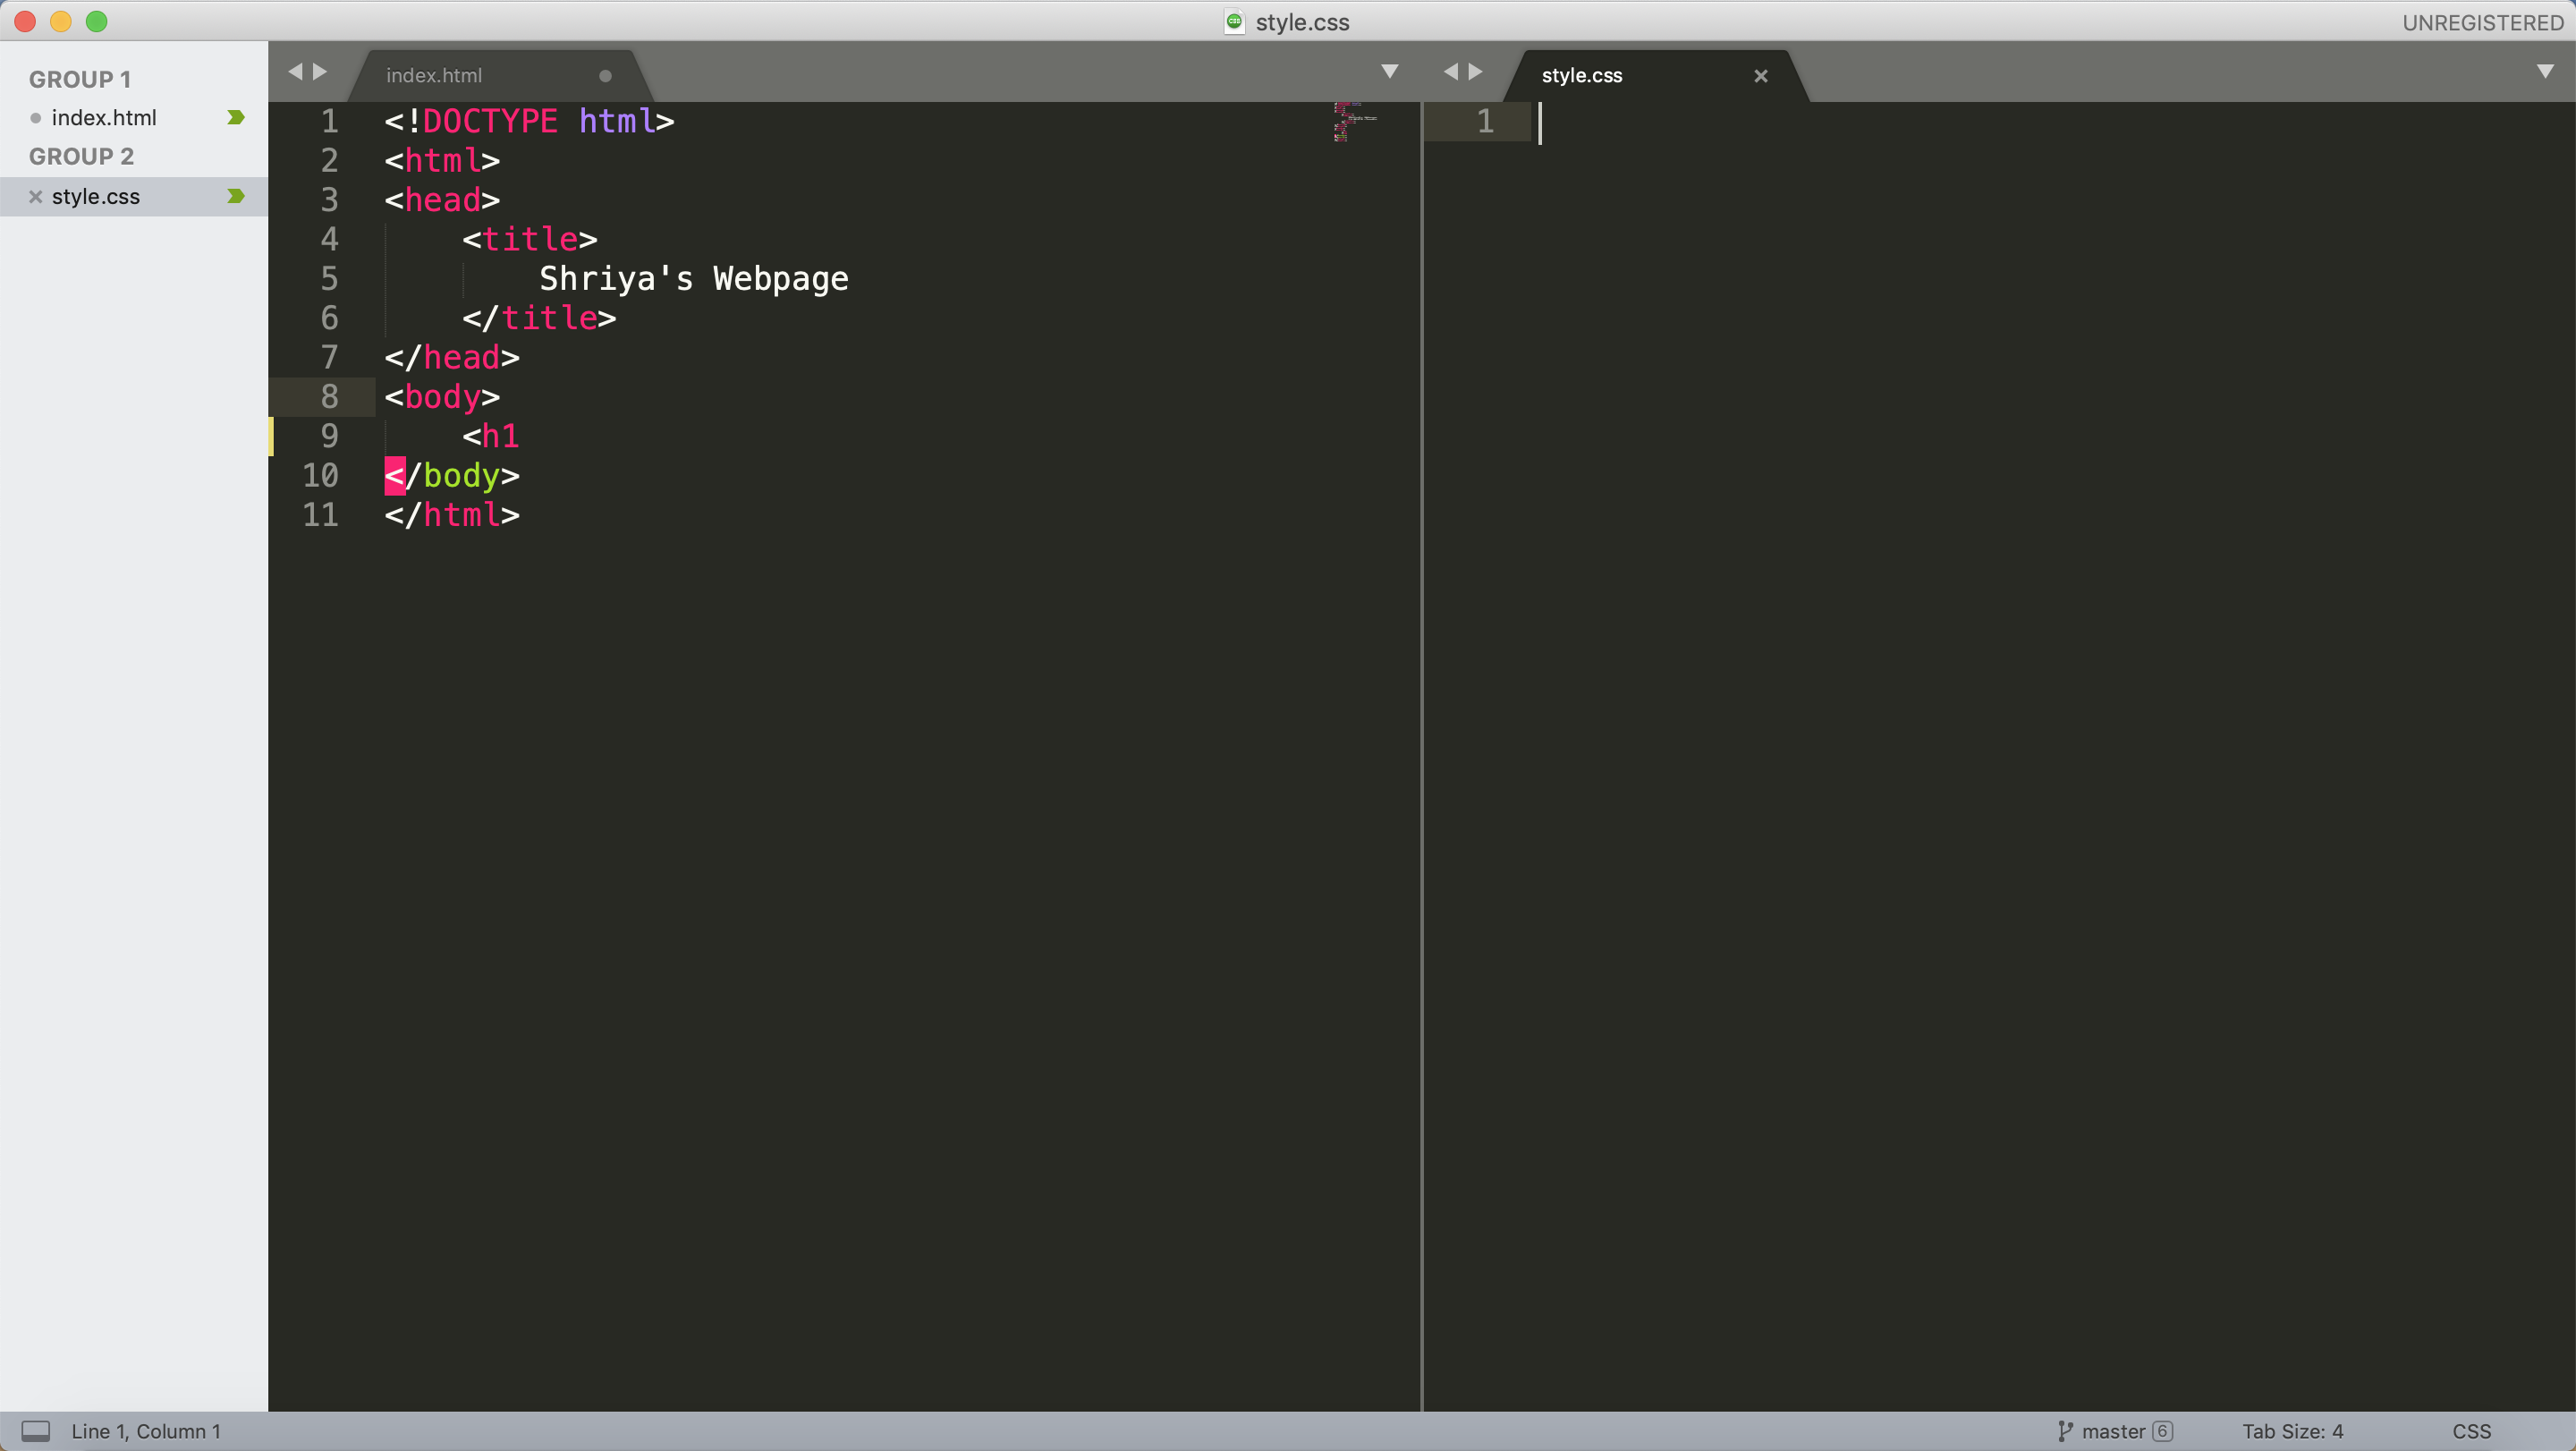 style.css
UNREGISTERED
GROUP 1
index.html
GROUP 2
style.css
index.html
1 <!DOCTYPE html>
2 <html>
3 <head>
4 <title>
5 Shriya's Webpage
6 </title>
7 </head>
8 <body>
9 <h1
10 </body>
11 </html>
style.css
1
Line 1, Column 1
master 6
Tab Size: 4
CSS